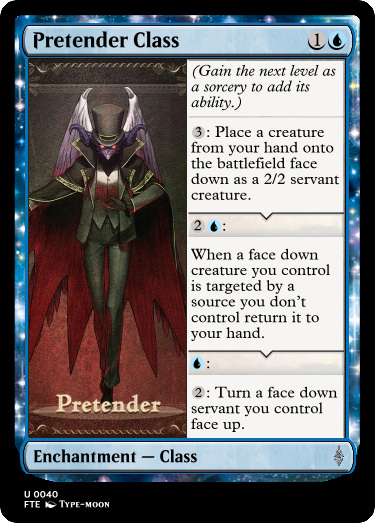 Pretender Class 1
(Gain the next level as
a sorcery to add its
ability.)
3: Place a creature
from your hand onto
the battlefield face
down as a 2/2 servant
creature.
2 :
When a face down
creature you control
is targeted by a
source you don't
control return it to
your hand.
:
2: Turn a face down
servant you control
face up.
Pretender
Enchantment — Class
U 0040
FTE Type-moon